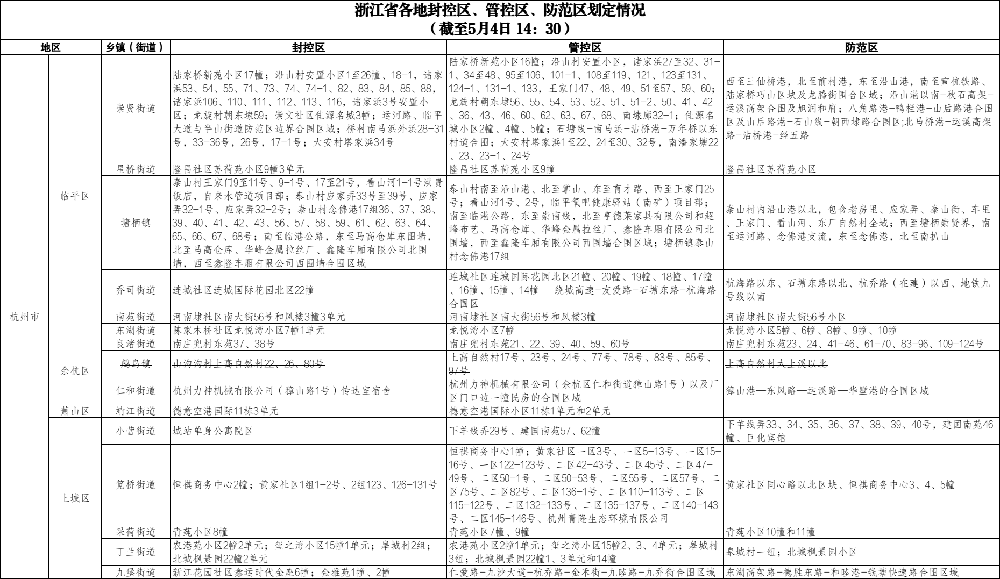 浙江省各地封控区、管控区、防范区划定情况
（截至5月4日 14：30）
地区
乡镇（街道）
封控区
管控区
防范区
杭州市
临平区
崇贤街道
陆家桥新苑小区17幢；沿山村安置小区1至26幢、18-1，诸家
浜53、54、55、71、73、74、74-1、82、83、84、85、88，
诸家浜106、110、111、112、113、116，诸家浜3号安置小
区；龙旋村朝东埭59；崇文社区佳源名城3幢；运河路、临平
大道与半山街道防范区边界合围区域；桥村南马浜外浜28-31
号，33-36号，26号，17-1号；大安村塔家浜34号
陆家桥新苑小区16幢；沿山村安置小区，诸家浜27至32、31-
1、34至48、95至106、101-1、108至119、121、123至131、
124-1、131-1、133，王家门47、48、49、51至57、59、60；
龙旋村朝东埭56、55、54、53、52、51、51-2、50、41、42
、36、43、46、60、62、63、67、68、南埭廊32-1；佳源名
城小区2幢、4幢、5幢；石塘线-南马浜-沾桥港-万年桥以东
村道合围；大安村塔家浜1至22、24至30、32号，南潘家塘22
、23、23-1、24号
西至三仙桥港，北至前村港，东至沿山港，南至宣杭铁路、
陆家桥巧山区块及龙腾街围合区域；沿山港以南-秋石高架-
运溪高架合围及旭润和府；八角路港-鸭栏港-山后路港合围
区及山后路港-石山线-朝西埭路合围区;北马桥港-运溪高架
路-沾桥港-经五路
星桥街道
隆昌社区苏荷苑小区9幢3单元
隆昌社区苏荷苑小区9幢
隆昌社区苏荷苑小区
塘栖镇
泰山村王家门9至11号、9-1号、17至21号，看山河1-1号洪贵
饭店，自来水管道项目部；泰山村应家弄33号至39号、应家
弄32-1号、应家弄32-2号；泰山村念佛港17组36、37、38、
39、40、41、42、43、56、57、58、59、61、62、63、64、
65、66、67、68号；南至临港公路，东至马高仓库东围墙，
北至马高仓库、华峰金属拉丝厂、鑫隆车厢有限公司北围
墙，西至鑫隆车厢有限公司西围墙合围区域
泰山村南至沿山港、北至掌山、东至育才路、西至王家门25
号；看山河1号、2号，临平氧吧健康驿站（南矿）项目部；
南至临港公路，东至崇南线，北至亨德莱家具有限公司和超
峰布艺、马高仓库、华峰金属拉丝厂、鑫隆车厢有限公司北
围墙，西至鑫隆车厢有限公司西围墙合围区域；塘栖镇泰山
村念佛港17组
泰山村内沿山港以北，包含老房里、应家弄、泰山街、车里
、王家门、看山河、东厂自然村全域；西至塘栖崇贤界，南
至运河路、念佛港支流，东至念佛港，北至南扒山
乔司街道
连城社区连城国际花园北区22幢
连城社区连城国际花园北区21幢、20幢、19幢、18幢、17幢
、16幢、15幢、14幢 绕城高速-友爱路-石塘东路-杭海路
合围区
杭海路以东、石塘东路以北、杭乔路（在建）以西、地铁九
号线以南
南苑街道
河南埭社区南大街56号和风楼3幢3单元
河南埭社区南大街56号和风楼3幢
河南埭社区南大街56号小区
东湖街道
陈家木桥社区龙悦湾小区7幢1单元
龙悦湾小区7幢
龙悦湾小区5幢、6幢、8幢、9幢、10幢
余杭区
良渚街道
南庄兜村东苑37、38号
南庄兜村东苑21、22、39、40、59、60号
南庄兜村东苑23、24、41-46、61-70、83-96、109-124号
鸬鸟镇
山沟沟村上高自然村22、26、80号
上高自然村17号、23号、24号、77号、78号、83号、85号、
97号
上高自然村大上溪以北
仁和街道
杭州力神机械有限公司（獐山路1号）传达室宿舍
杭州力神机械有限公司（余杭区仁和街道獐山路1号）以及厂
区门口边一幢民房的合围区域
獐山港—东风路—运溪路—华墅港的合围区域
萧山区
靖江街道
德意空港国际11栋3单元
德意空港国际小区11栋1单元和2单元
上城区
小营街道
城站单身公寓院区
下羊线弄29号、建国南苑57、62幢
下羊线弄33、34、35、36、37、38、39、40号，建国南苑46
幢、巨化宾馆
笕桥街道
恒祺商务中心2幢；黄家社区1组1-2号、2组123、126-131号
恒祺商务中心1幢；黄家社区一区3号、一区5-13号、一区15-
16号、一区122-123号、二区42-43号、二区45号、二区47-
49号、二区50-1号、二区50-53号、二区55号、二区57号、二
区75号、二区82号、二区136-1号、二区110-113号、二区
115-122号、二区132-133号、二区135-137号、二区140-143
号、二区145-146号、杭州青隆生态环境有限公司
黄家社区同心路以北区块、恒祺商务中心3、4、5幢
采荷街道
青莼小区8幢
青莼小区7幢、9幢
青莼小区10幢和11幢
丁兰街道
农港苑小区2幢2单元；玺之湾小区15幢1单元；皋城村2组；
北城枫景园22幢2单元
农港苑小区2幢1单元；玺之湾小区15幢2、3、4单元；皋城村
3组；北城枫景园22幢1、3单元和14幢
皋城村一组；北城枫景园小区
九堡街道
新江花园社区鑫运时代金座6幢；金雅苑1幢、2幢
仁爱路-九沙大道-杭乔路-金禾街-九睦路-九乔街合围区域
东湖高架路-德胜东路-和睦港-钱塘快速路合围区域